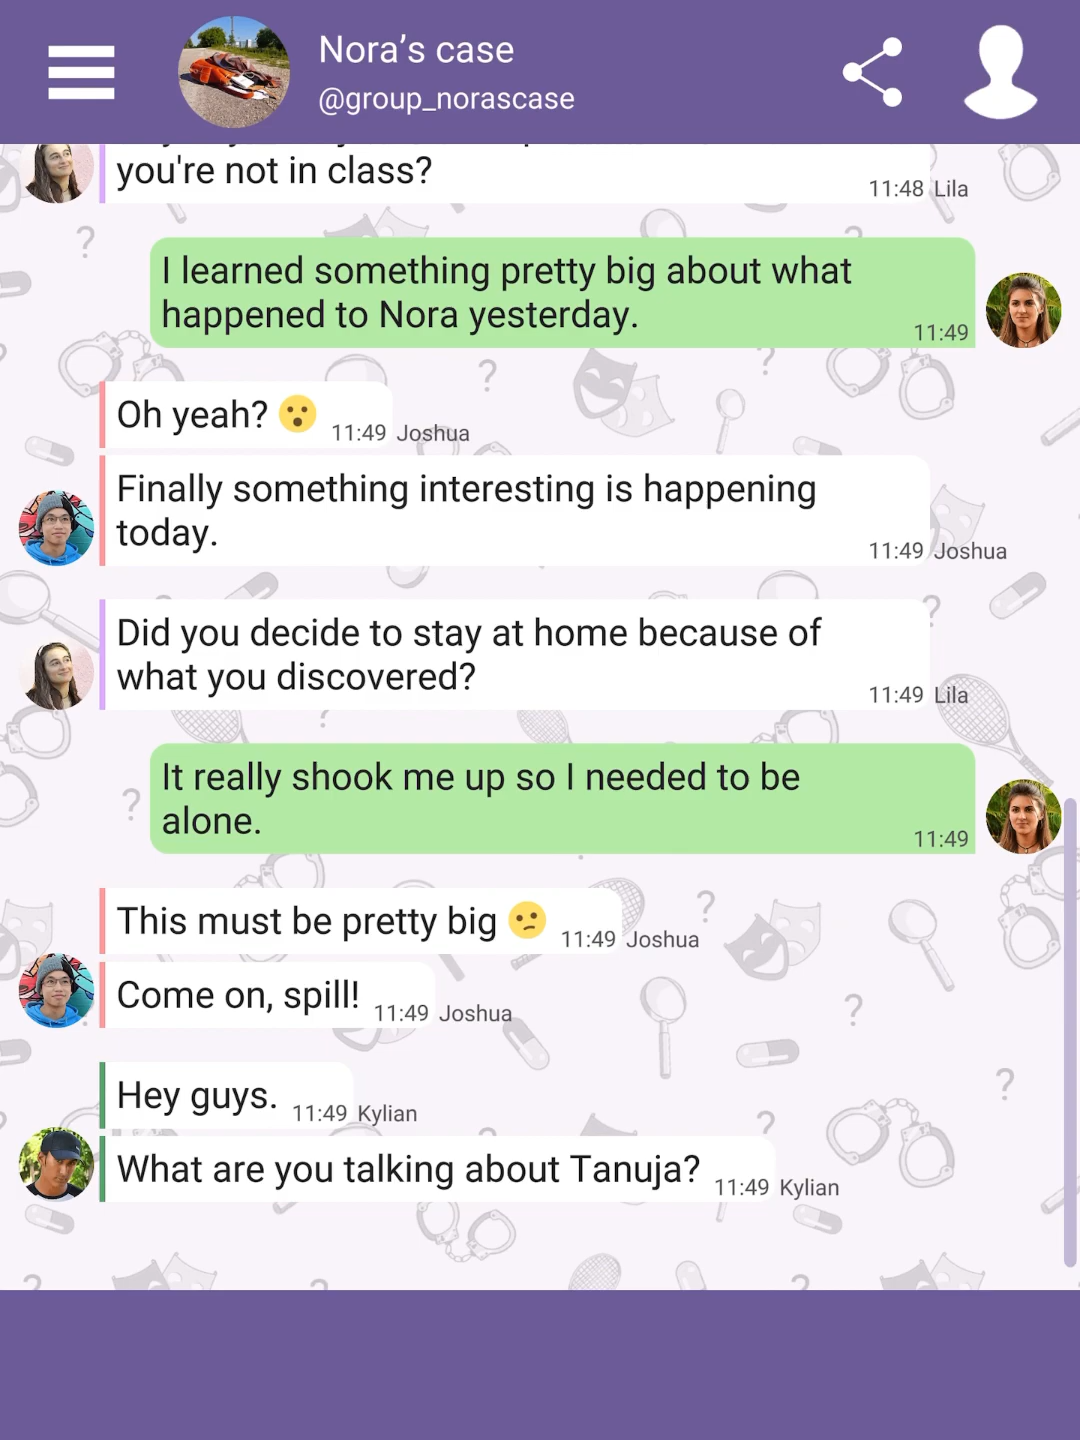 Nora’s case
@group_norascase
you're not in class?
11:48 Lila
I learned something pretty big about what
happened to Nora yesterday.
11:49
Oh yeah? 😮 11:49 Joshua
Finally something interesting is happening
today.
11:49 Joshua
Did you decide to stay at home because of
what you discovered?
11:49 Lila
It really shook me up so I needed to be
alone.
11:49
This must be pretty big 🫤 11:49 Joshua
Come on, spill! 11:49 Joshua
Hey guys. 11:49 Kylian
What are you talking about Tanuja? 11:49 Kylian